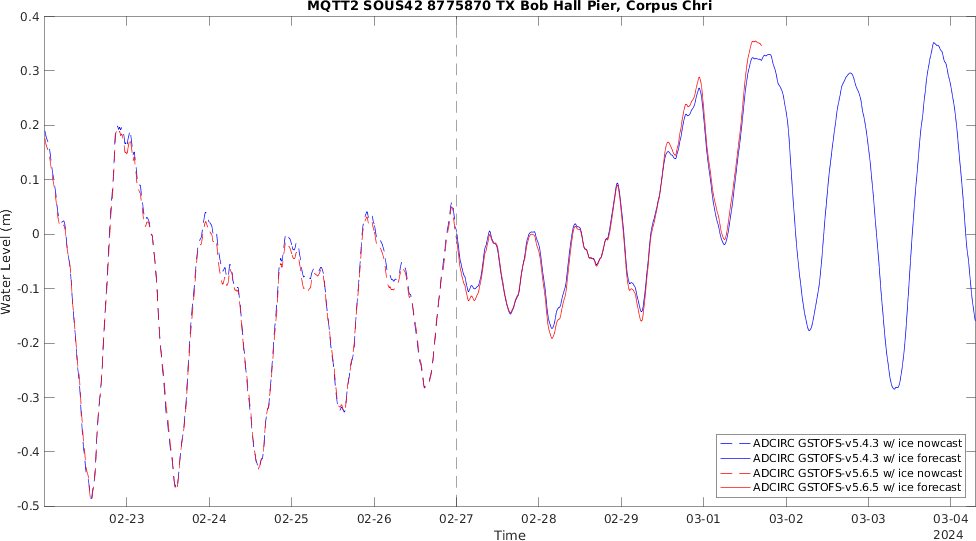 MQTT2 SOUS42 8775870 TX Bob Hall Pier, Corpus Chri
Water Level (m)
0.4
0.3
0.2
0.1
0
-0.1
-0.2
-0.3
-0.4
-0.5
ADCIRC GSTOFS-v5.4.3 w/ ice nowcast
ADCIRC GSTOFS-v5.4.3 w/ ice forecast
ADCIRC GSTOFS-v5.6.5 w/ ice nowcast
ADCIRC GSTOFS-v5.6.5 w/ ice forecast
02-23 02-24 02-25 02-26 02-27 02-28 02-29 03-01 03-02 03-03 03-04
Time 2024